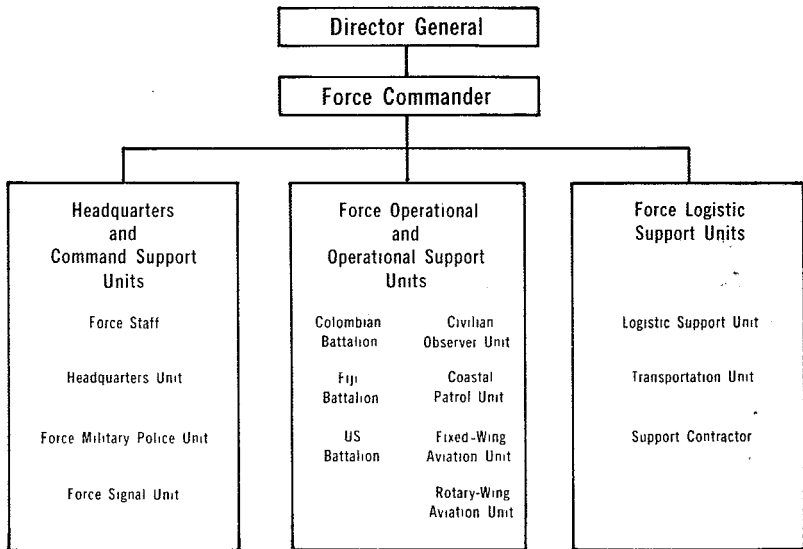 Director General
Force Commander
Headquarters
and
Command Support
Units
Force Staff
Headquarters Unit
Force Military Police Unit
Force Signal Unit
Force Operational
and
Operational Support
Units
Colombian
Battalion
Fiji
Battalion
US
Battalion
Civilian
Observer Unit
Coastal
Patrol Unit
Fixed-Wing
Aviation Unit
Rotary-Wing
Aviation Unit
Force Logistic
Support Units
Logistic Support Unit
Transportation Unit
Support Contractor